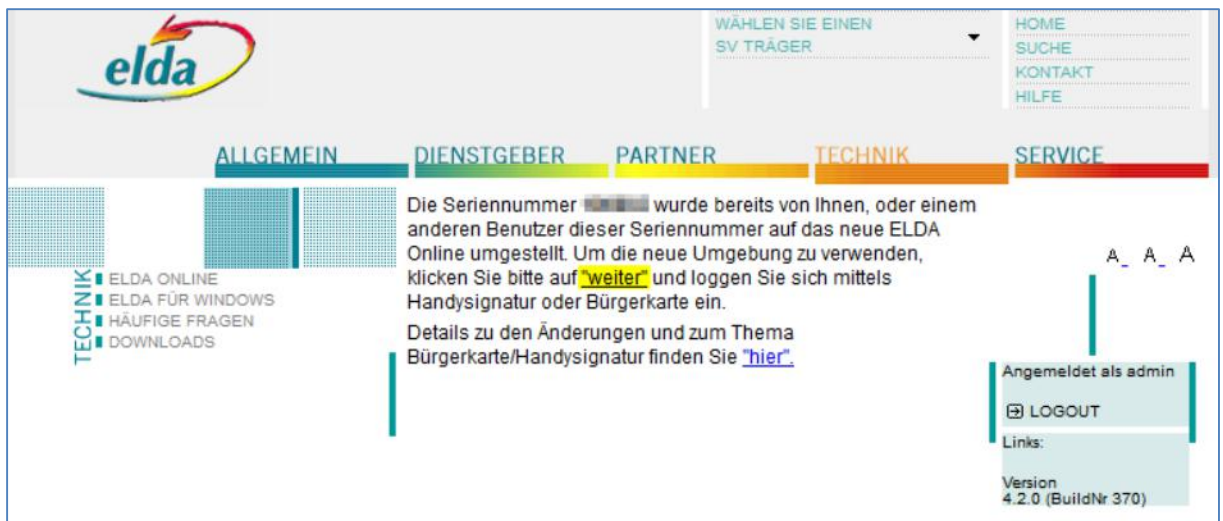 elda
WÄHLEN SIE EINEN
SV TRÄGER
HOME
SUCHE
KONTAKT
HILFE
ALLGEMEIN DIENSTGEBER PARTNER TECHNIK SERVICE
Die Seriennummer wurde bereits von Ihnen, oder einem
anderen Benutzer dieser Seriennummer auf das neue ELDA
Online umgestellt. Um die neue Umgebung zu verwenden,
klicken Sie bitte auf "weiter" und loggen Sie sich mittels
Handysignatur oder Bürgerkarte ein.
Details zu den Änderungen und zum Thema
Bürgerkarte/Handysignatur finden Sie "hier".
TECHNIK
ELDA ONLINE
ELDA FÜR WINDOWS
HÄUFIGE FRAGEN
DOWNLOADS
A A A
Angemeldet als admin
LOGOUT
Links:
Version
4.2.0 (BuildNr 370)